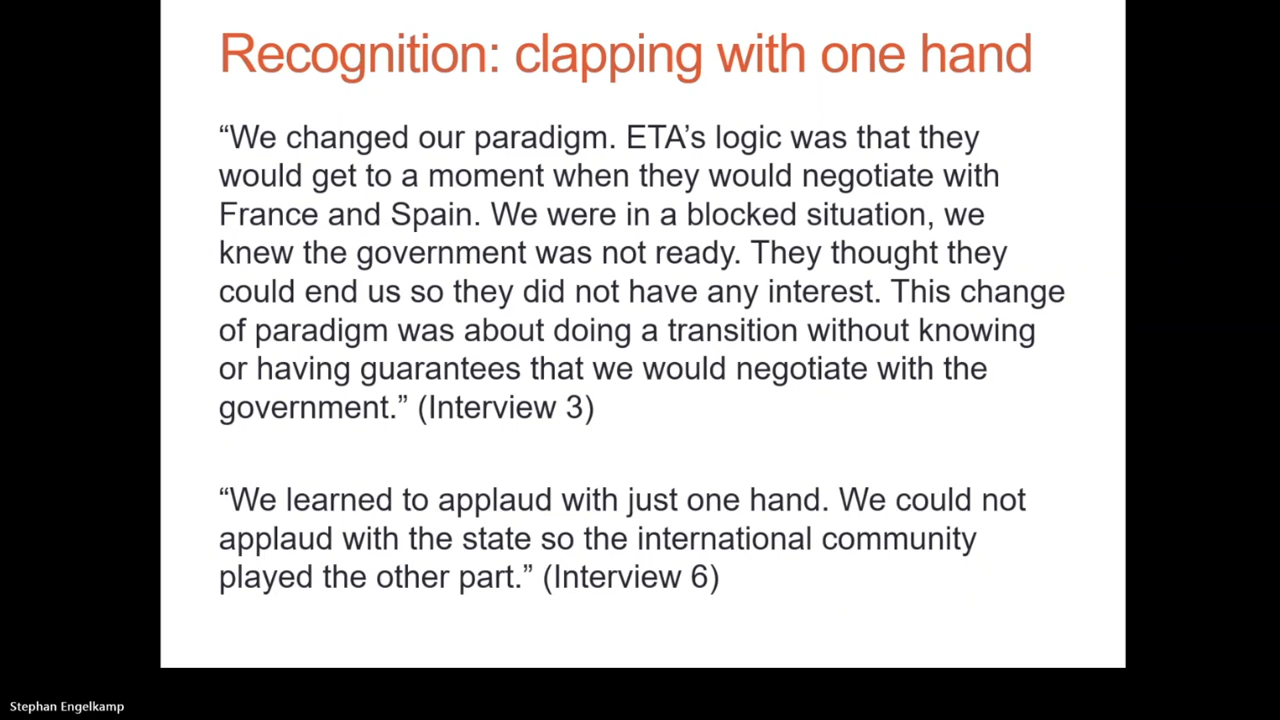 Recognition: clapping with one hand
“We changed our paradigm. ETA’s logic was that they
would get to a moment when they would negotiate with
France and Spain. We were in a blocked situation, we
knew the government was not ready. They thought they
could end us so they did not have any interest. This change
of paradigm was about doing a transition without knowing
or having guarantees that we would negotiate with the
government.” (Interview 3)
“We learned to applaud with just one hand. We could not
applaud with the state so the international community
played the other part.” (Interview 6)
Stephan Engelkamp